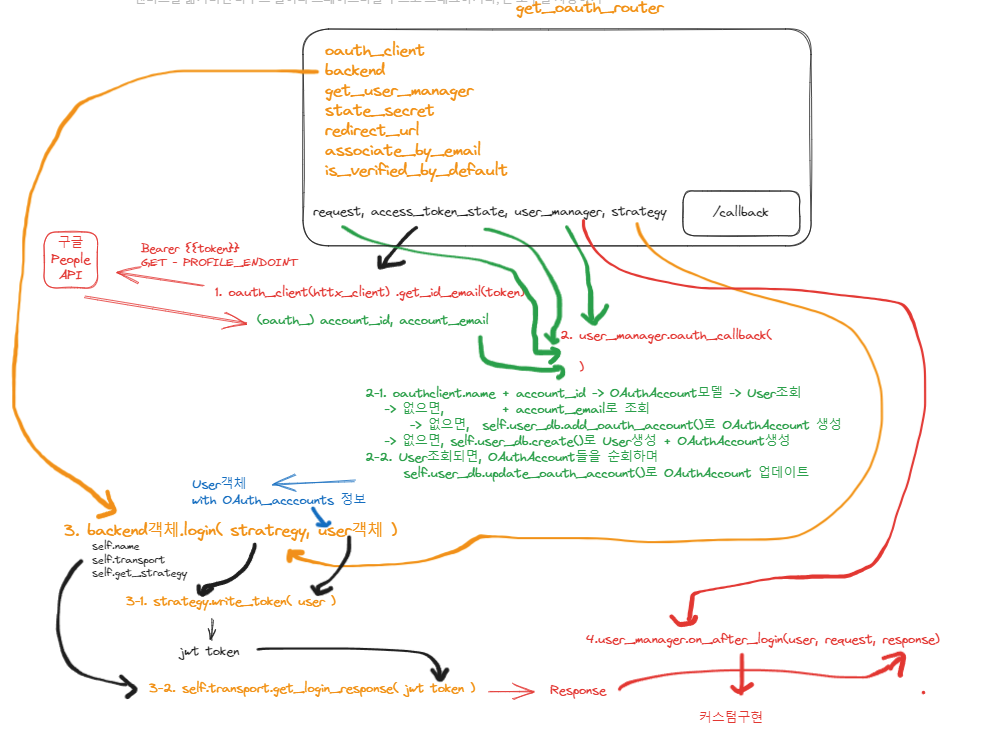 get_oauth_router
oauth_client
backend
get_user_manager
state_secret
redirect_url
associate_by_email
is_verified_by_default
request, access_token_state, user_manager, strategy
/callback
구글
People
API
Bearer {{token}}
GET - PROFILE_ENDOINT
1. oauth_client(httx_client) .get_id_email(token)
(oauth_) account_id, account_email
2. user_manager.oauth_callback(
)
2-1. oauthclient.name + account_id -> OAuthAccount모델 -> User조회
-> 없으면, + account_email로 조회
-> 없으면, self.user_db.add_oauth_account()로 OAuthAccount 생성
-> 없으면, self.user_db.create()로 User생성 + OAuthAccount생성
2-2. User조회되면, OAuthAccount들을 순회하며
self.user_db.update_oauth_account()로 OAuthAccount 업데이트
User객체
with OAuth_acccounts 정보
3. backend객체.login( stratregy, user객체 )
self.name
self.transport
self.get_strategy
3-1. strategy.write_token( user )
jwt token
3-2. self.transport.get_login_response( jwt token )
Response
4.user_manager.on_after_login(user, request, response)
커스텀구현